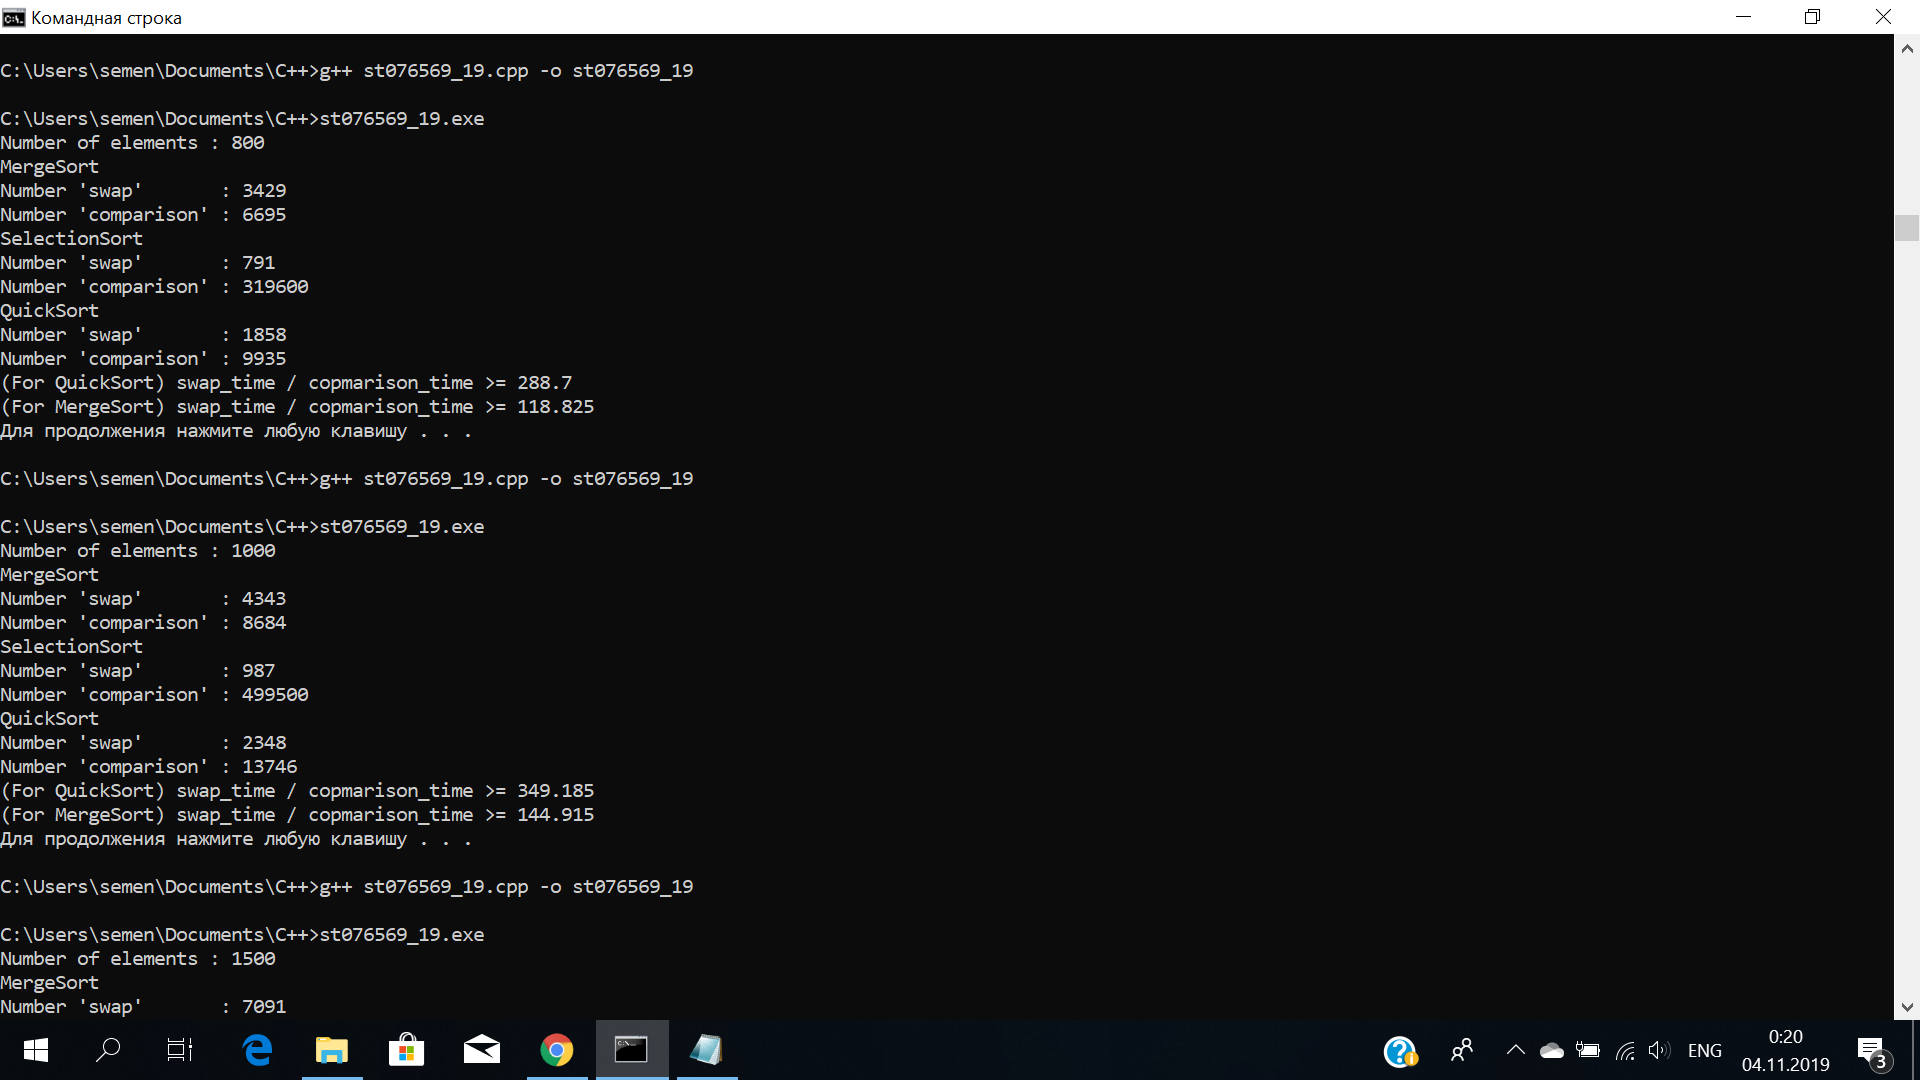 Командная строка
C:\Users\semen\Documents\C++>g++ st076569_19.cpp -o st076569_19
C:\Users\semen\Documents\C++>st076569_19.exe
Number of elements : 800
MergeSort
Number 'swap'       : 3429
Number 'comparison' : 6695
SelectionSort
Number 'swap'       : 791
Number 'comparison' : 319600
QuickSort
Number 'swap'       : 1858
Number 'comparison' : 9935
(For QuickSort) swap_time / copmarison_time >= 288.7
(For MergeSort) swap_time / copmarison_time >= 118.825
Для продолжения нажмите любую клавишу . . .
C:\Users\semen\Documents\C++>g++ st076569_19.cpp -o st076569_19
C:\Users\semen\Documents\C++>st076569_19.exe
Number of elements : 1000
MergeSort
Number 'swap'       : 4343
Number 'comparison' : 8684
SelectionSort
Number 'swap'       : 987
Number 'comparison' : 499500
QuickSort
Number 'swap'       : 2348
Number 'comparison' : 13746
(For QuickSort) swap_time / copmarison_time >= 349.185
(For MergeSort) swap_time / copmarison_time >= 144.915
Для продолжения нажмите любую клавишу . . .
C:\Users\semen\Documents\C++>g++ st076569_19.cpp -o st076569_19
C:\Users\semen\Documents\C++>st076569_19.exe
Number of elements : 1500
MergeSort
Number 'swap'       : 7091
ENG
0:20
04.11.2019
3